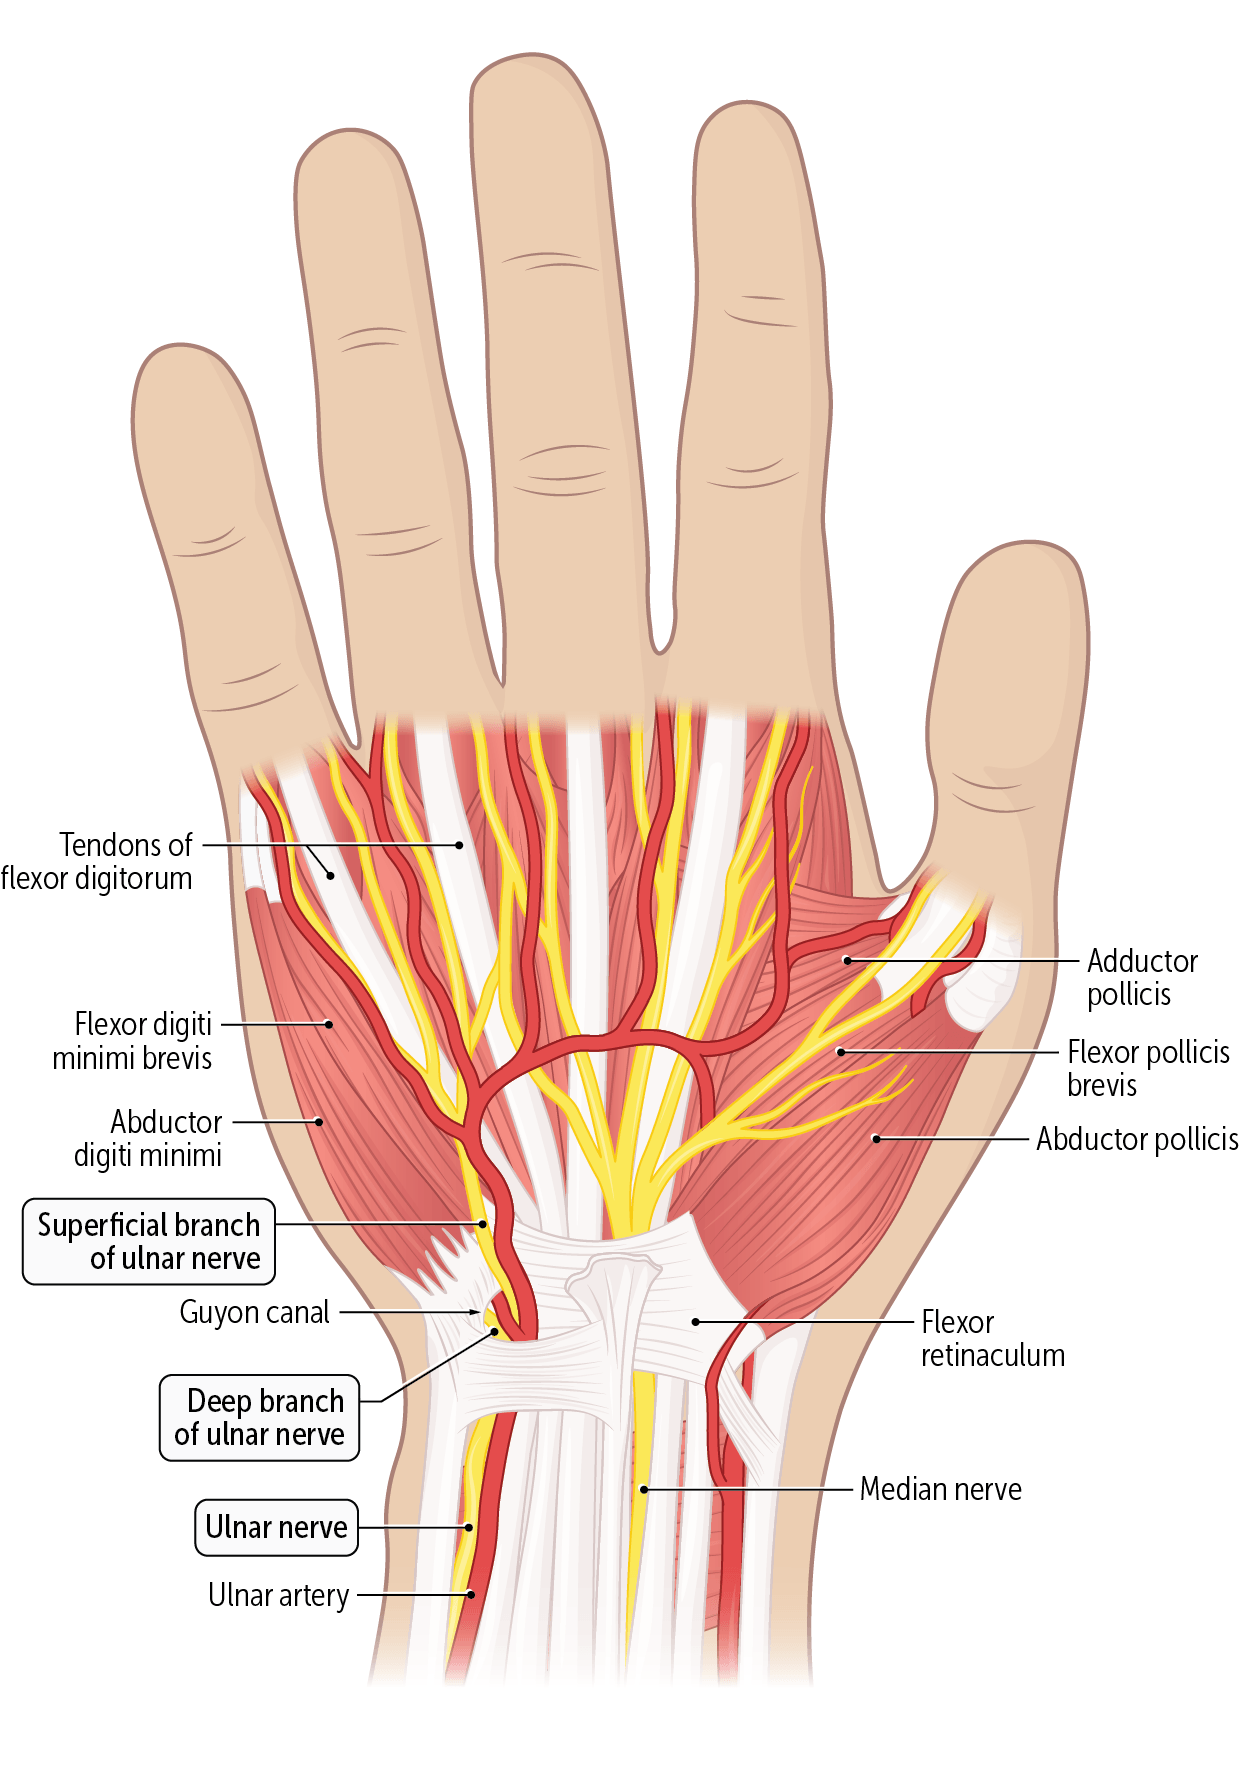 Tendons of
flexor digitorum
Adductor
pollicis
Flexor digiti
minimi brevis
Flexor pollicis
brevis
Abductor
digiti minimi
Abductor pollicis
Superficial branch
of ulnar nerve
Guyon canal
Flexor
retinaculum
Deep branch
of ulnar nerve
Median nerve
Ulnar nerve
Ulnar artery